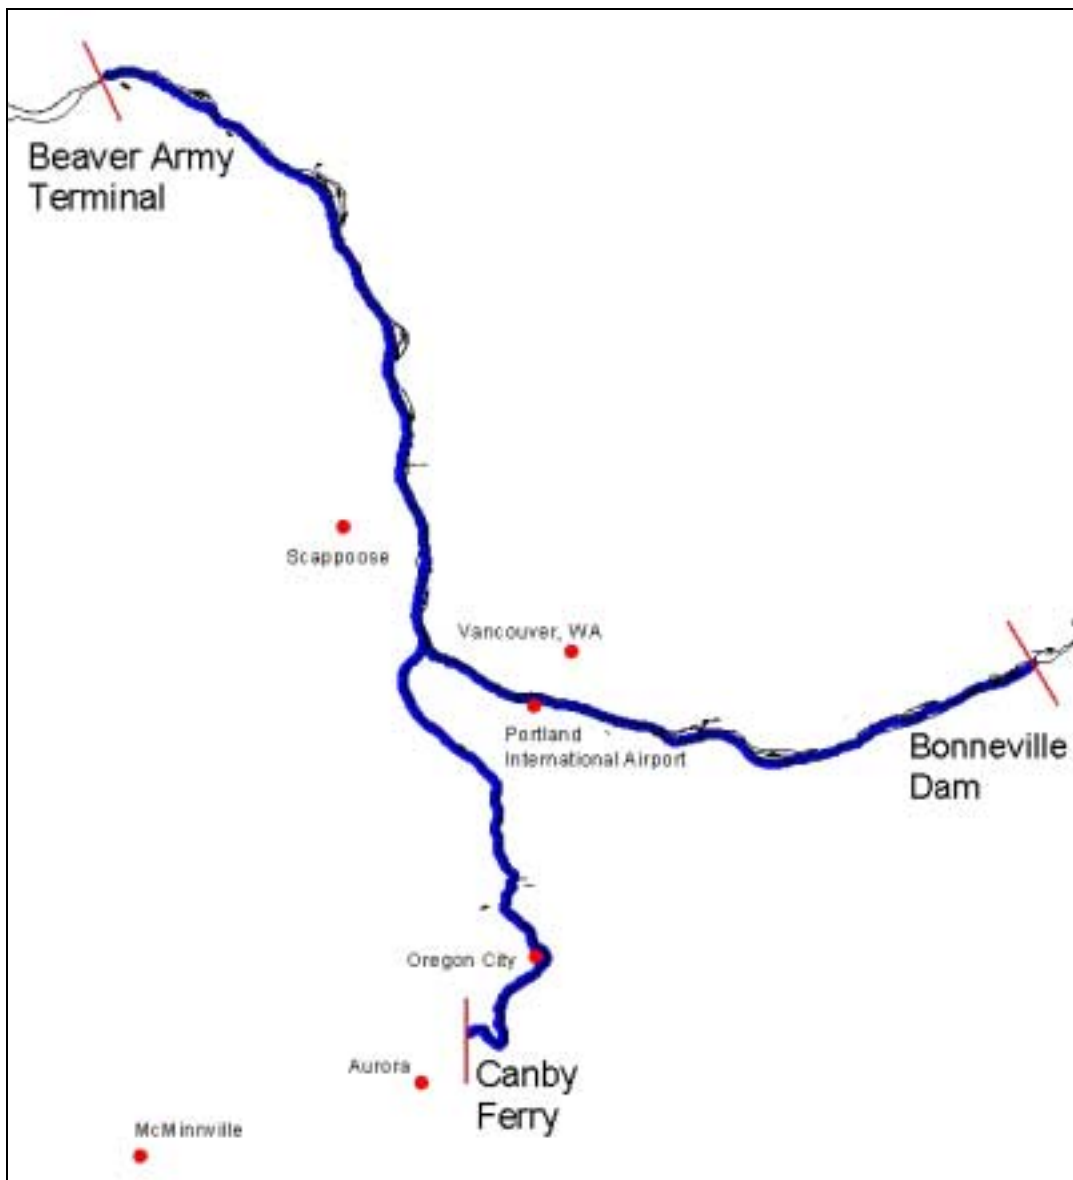 Beaver Army
Terminal
Scappoose
Vancouver, WA
Portland
International Airport
Bonneville
Dam
Oregon City
Aurora
Canby
Ferry
McMinnville